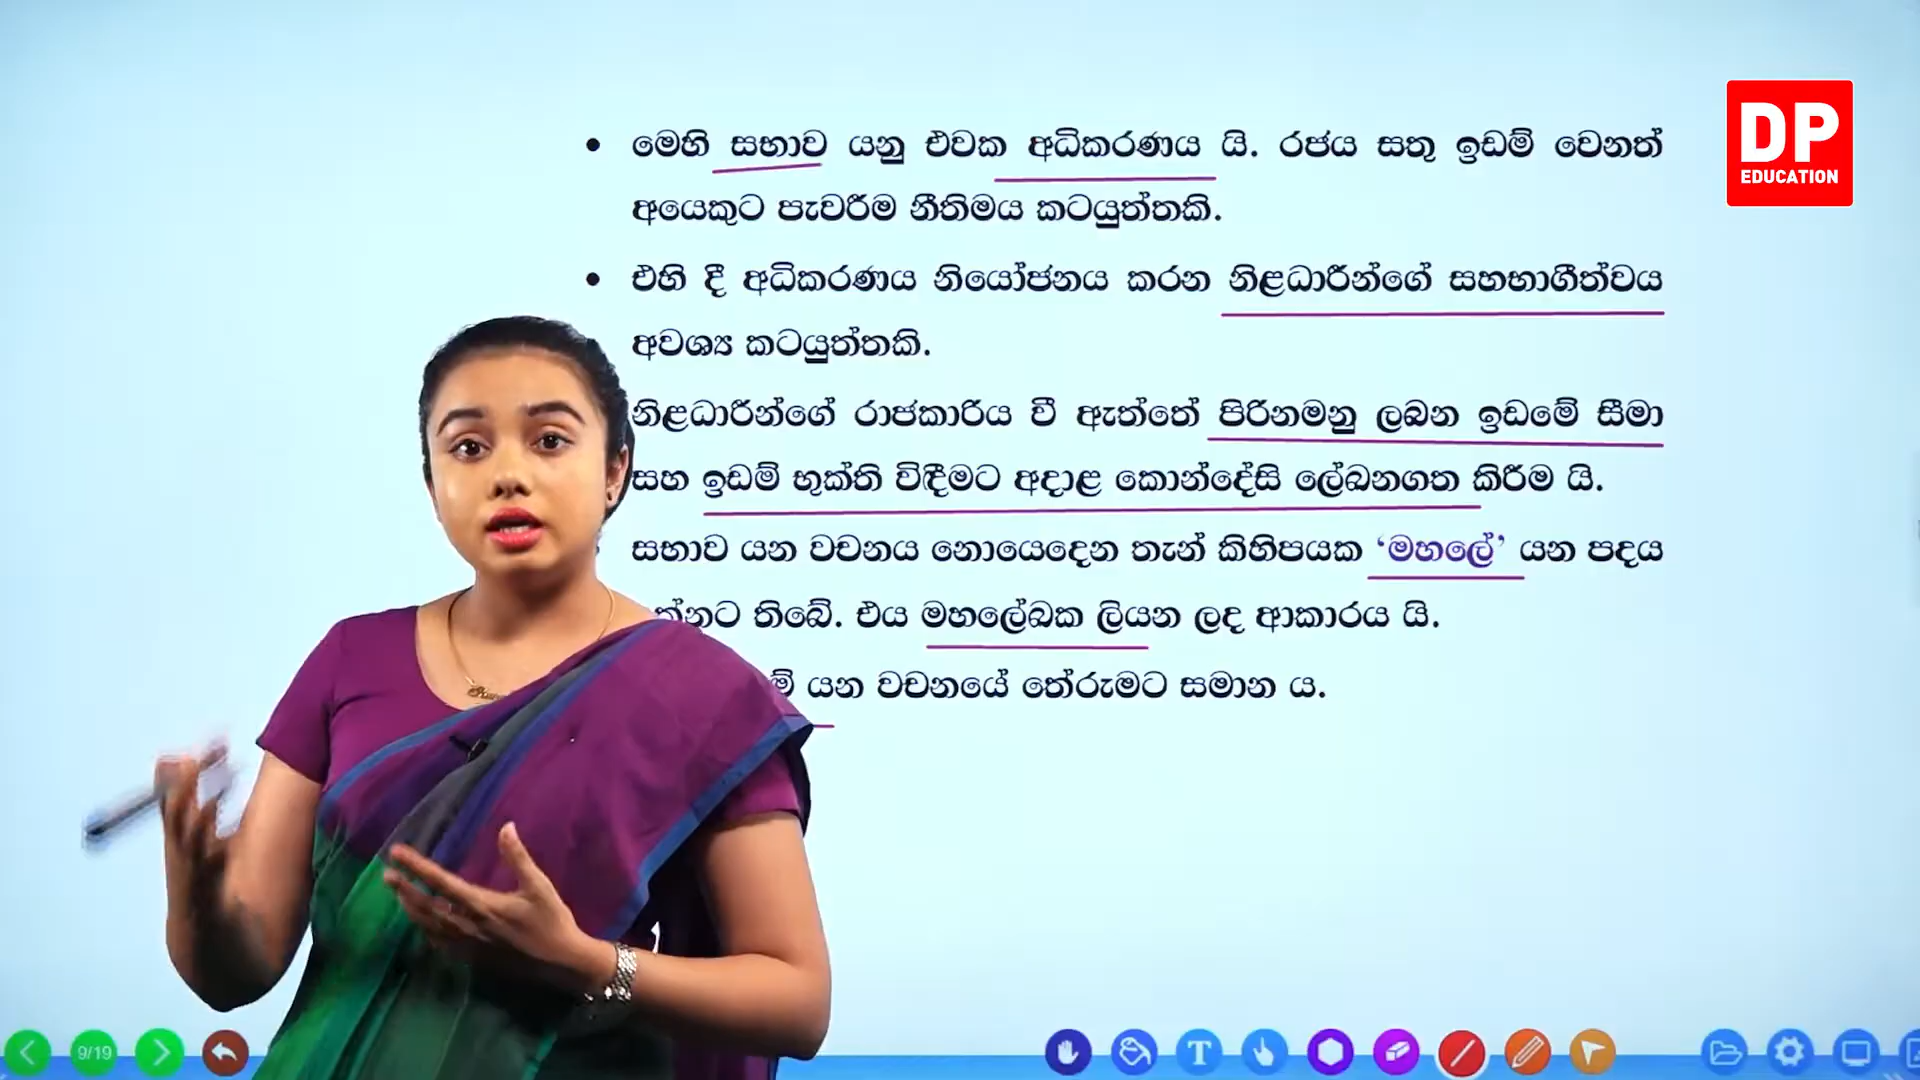 DP
EDUCATION
• මෙහි සභාව යනු එවක අධිකරණය යි. රජය සතු ඉඩම් වෙනත්
අයෙකුට පැවරීම නීතිමය කටයුත්තකි.
• එහි දී අධිකරණය නියෝජනය කරන නිළධාරීන්ගේ සහභාගීත්වය
අවශ්‍ය කටයුත්තකි.
නිළධාරීන්ගේ රාජකාරිය වී ඇත්තේ පිරිනමනු ලබන ඉඩමේ සීමා
සහ ඉඩම් භුක්ති විඳීමට අදාළ කොන්දේසි ලේඛනගත කිරීම යි.
සභාව යන වචනය නොයෙදෙන තැන් කිහිපයක ‘මහලේ’ යන පදය
තිබේ. එය මහලේඛක ලියන ලද ආකාරය යි.
යන වචනයේ තේරුමට සමාන ය.
9/19
T